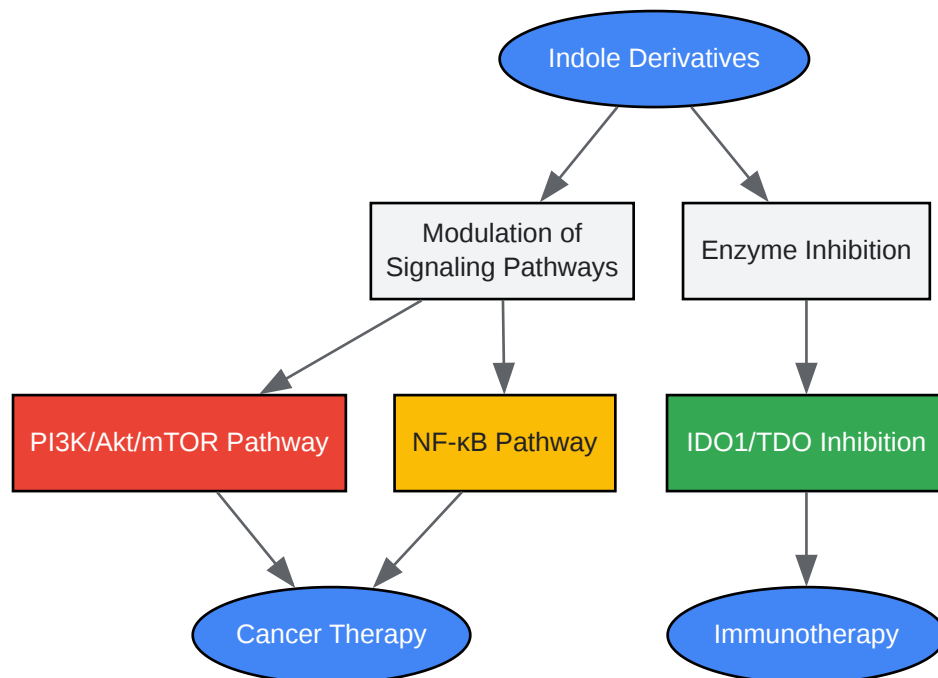 Indole Derivatives
Modulation of
Signaling Pathways
Enzyme Inhibition
PI3K/Akt/mTOR Pathway
NF-κB Pathway
IDO1/TDO Inhibition
Cancer Therapy
Immunotherapy